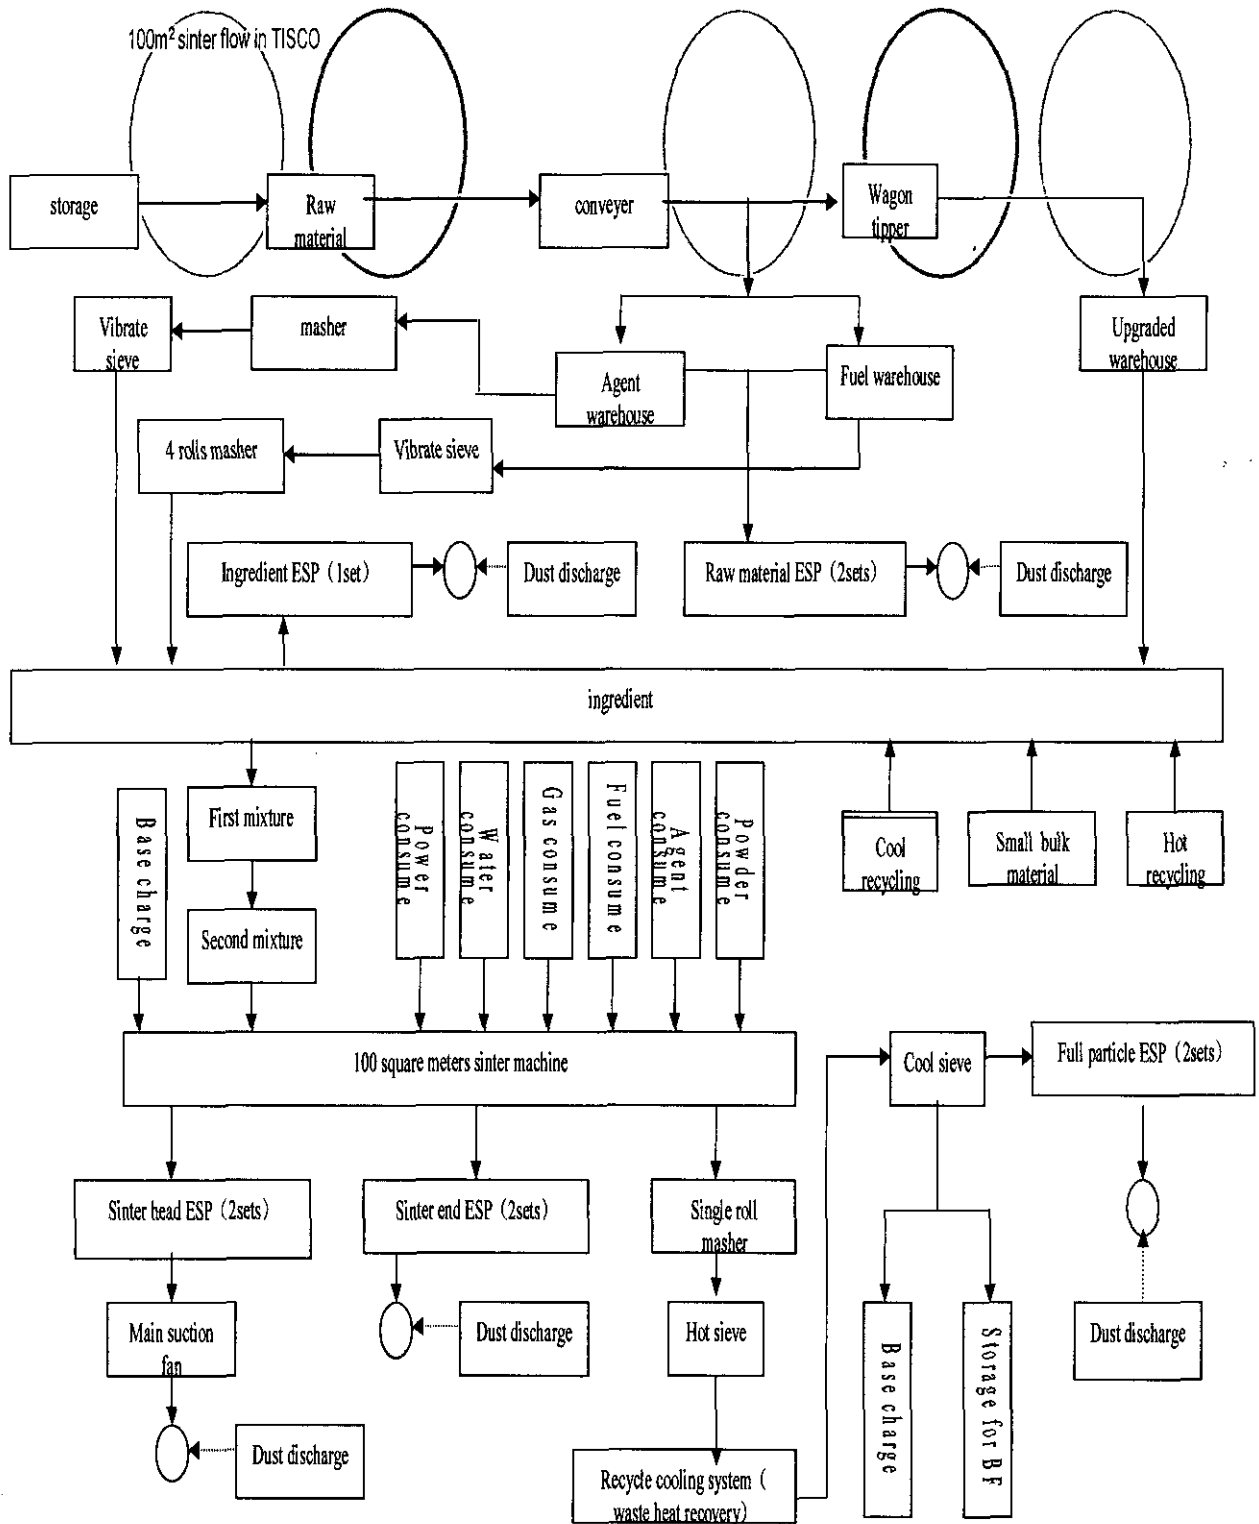 100m² sinter flow in TISCO
storage
Raw
material
conveyer
Wagon
tipper
Vibrate
sieve
masher
Agent
warehouse
Fuel warehouse
Upgraded
warehouse
4 rolls masher
Vibrate sieve
Ingredient ESP (1set)
Dust discharge
Raw material ESP (2sets)
Dust discharge
ingredient
Base charge
First mixture
Second mixture
Power
consume
Water
consume
Gas consume
Fuel consume
Agent
consume
Powder
consume
Cool
recycling
Small bulk
material
Hot
recycling
100 square meters sinter machine
Cool sieve
Full particle ESP (2sets)
Sinter head ESP (2sets)
Sinter end ESP (2sets)
Single roll
masher
Main suction
fan
Dust discharge
Hot sieve
Base charge
Storage for BF
Dust discharge
Dust discharge
Recycle cooling system (
waste heat recovery)